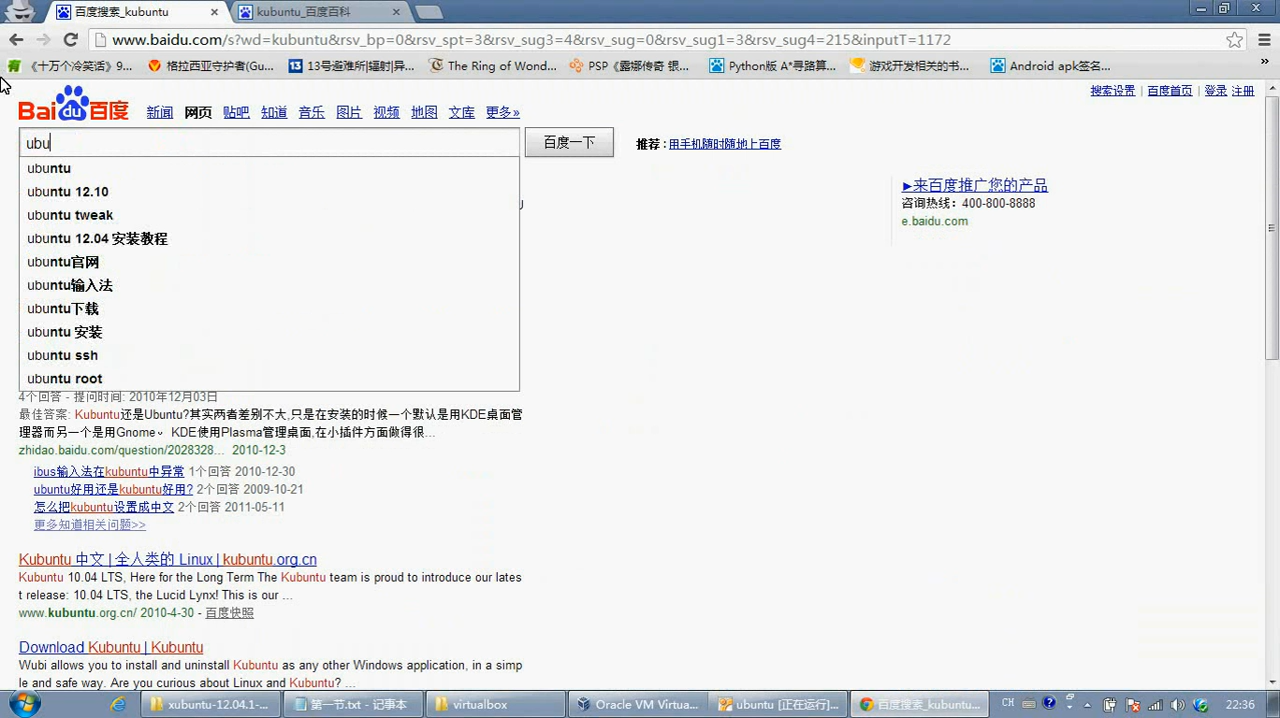 百度搜索_kubuntu
kubuntu_百度百科
www.baidu.com/s?wd=kubuntu&rsv_bp=0&rsv_spt=3&rsv_sug3=4&rsv_sug=0&rsv_sug1=3&rsv_sug4=215&inputT=1172
《十万个冷笑话》9...
格拉西亚守护者(Gu...
13号避难所|辐射|异...
The Ring of Wond...
PSP《露娜传奇 银...
Python版 A*寻路算...
游戏开发相关的书籍...
Android apk签名...
搜索设置 | 百度首页 | 登录 注册
Bai du 百度
新闻 网页 贴吧 知道 音乐 图片 视频 地图 文库 更多»
ubu
百度一下
推荐：用手机随时随地上百度
ubuntu
ubuntu 12.10
ubuntu tweak
ubuntu 12.04 安装教程
ubuntu官网
ubuntu输入法
ubuntu下载
ubuntu 安装
ubuntu ssh
ubuntu root
►来百度推广您的产品
咨询热线：400-800-8888
e.baidu.com
4个回答 - 提问时间: 2010年12月03日
最佳答案: Kubuntu还是Ubuntu?其实两者差别不大,只是在安装的时候一个默认是用KDE桌面管
理器而另一个是用Gnome。 KDE使用Plasma管理桌面,在小插件方面做得很...
zhidao.baidu.com/question/2028328... 2010-12-3
ibus输入法在kubuntu中异常 1个回答 2010-12-30
ubuntu好用还是kubuntu好用? 2个回答 2009-10-21
怎么把kubuntu设置成中文 2个回答 2011-05-11
更多知道相关问题>>
Kubuntu 中文 | 全人类的 Linux | kubuntu.org.cn
Kubuntu 10.04 LTS, Here for the Long Term The Kubuntu team is proud to introduce our lates
t release: 10.04 LTS, the Lucid Lynx! This is our ...
www.kubuntu.org.cn/ 2010-4-30 - 百度快照
Download Kubuntu | Kubuntu
Wubi allows you to install and uninstall Kubuntu as any other Windows application, in a simp
le and safe way. Are you curious about Linux and Kubuntu? ...
xubuntu-12.04.1-...
第一节.txt - 记事本
virtualbox
Oracle VM Virtua...
ubuntu [正在运行]...
百度搜索_kubuntu...
CH
22:36